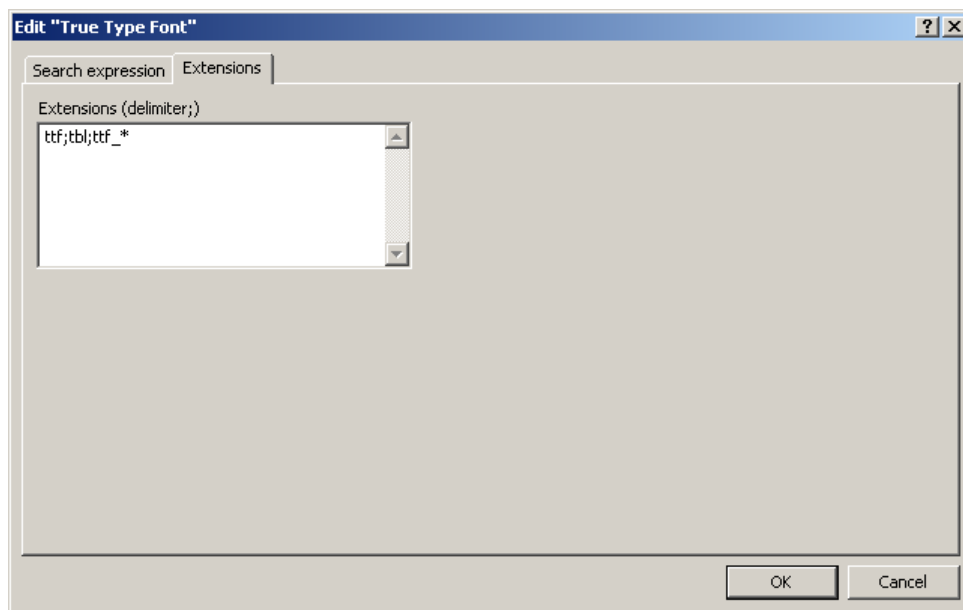 Edit "True Type Font"
Search expression
Extensions
Extensions (delimiter;)
ttf;tbl;ttf_*
OK
Cancel